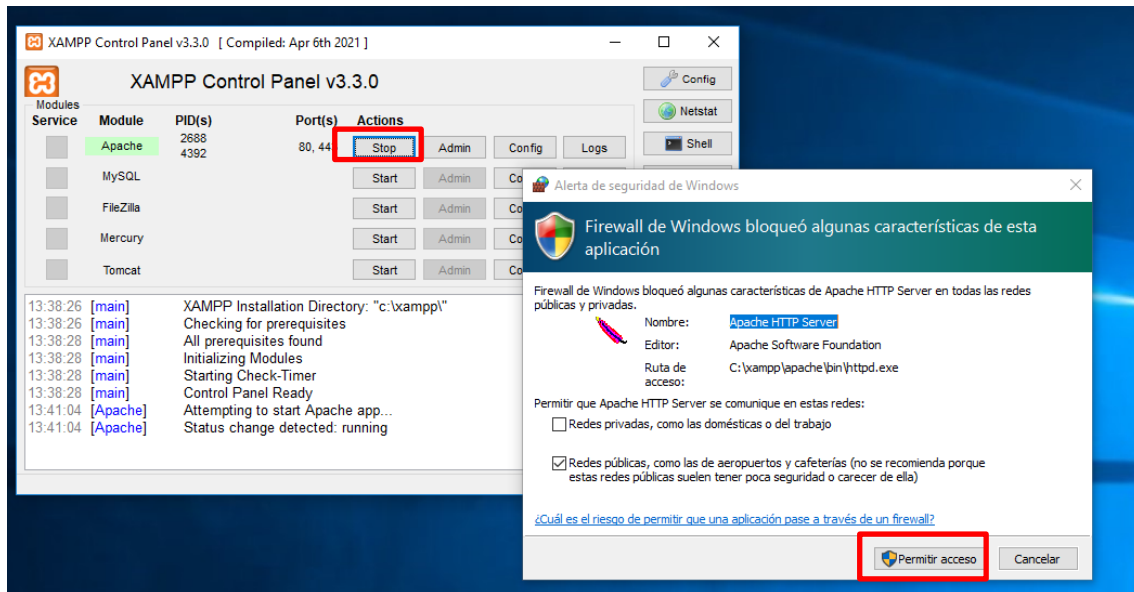 XAMPP Control Panel v3.3.0 [ Compiled: Apr 6th 2021 ]
XAMPP Control Panel v3.3.0
Config
Netstat
Shell
Modules
Service Module PID(s) Port(s) Actions
Apache 2688 4392 80, 44 Stop Admin Config Logs
MySQL Start Admin Co
FileZilla Start Admin Co
Mercury Start Admin Co
Tomcat Start Admin Co
13:38:26 [main] XAMPP Installation Directory: "c:\xampp\"
13:38:26 [main] Checking for prerequisites
13:38:28 [main] All prerequisites found
13:38:28 [main] Initializing Modules
13:38:28 [main] Starting Check-Timer
13:38:28 [main] Control Panel Ready
13:41:04 [Apache] Attempting to start Apache app...
13:41:04 [Apache] Status change detected: running
Alerta de seguridad de Windows
Firewall de Windows bloqueó algunas características de esta
aplicación
Firewall de Windows bloqueó algunas características de Apache HTTP Server en todas las redes
públicas y privadas.
Nombre: Apache HTTP Server
Editor: Apache Software Foundation
Ruta de C:\xampp\apache\bin\httpd.exe
acceso:
Permitir que Apache HTTP Server se comunique en estas redes:
Redes privadas, como las domésticas o del trabajo
Redes públicas, como las de aeropuertos y cafeterías (no se recomienda porque
estas redes públicas suelen tener poca seguridad o carecer de ella)
¿Cuál es el riesgo de permitir que una aplicación pase a través de un firewall?
Permitir acceso Cancelar